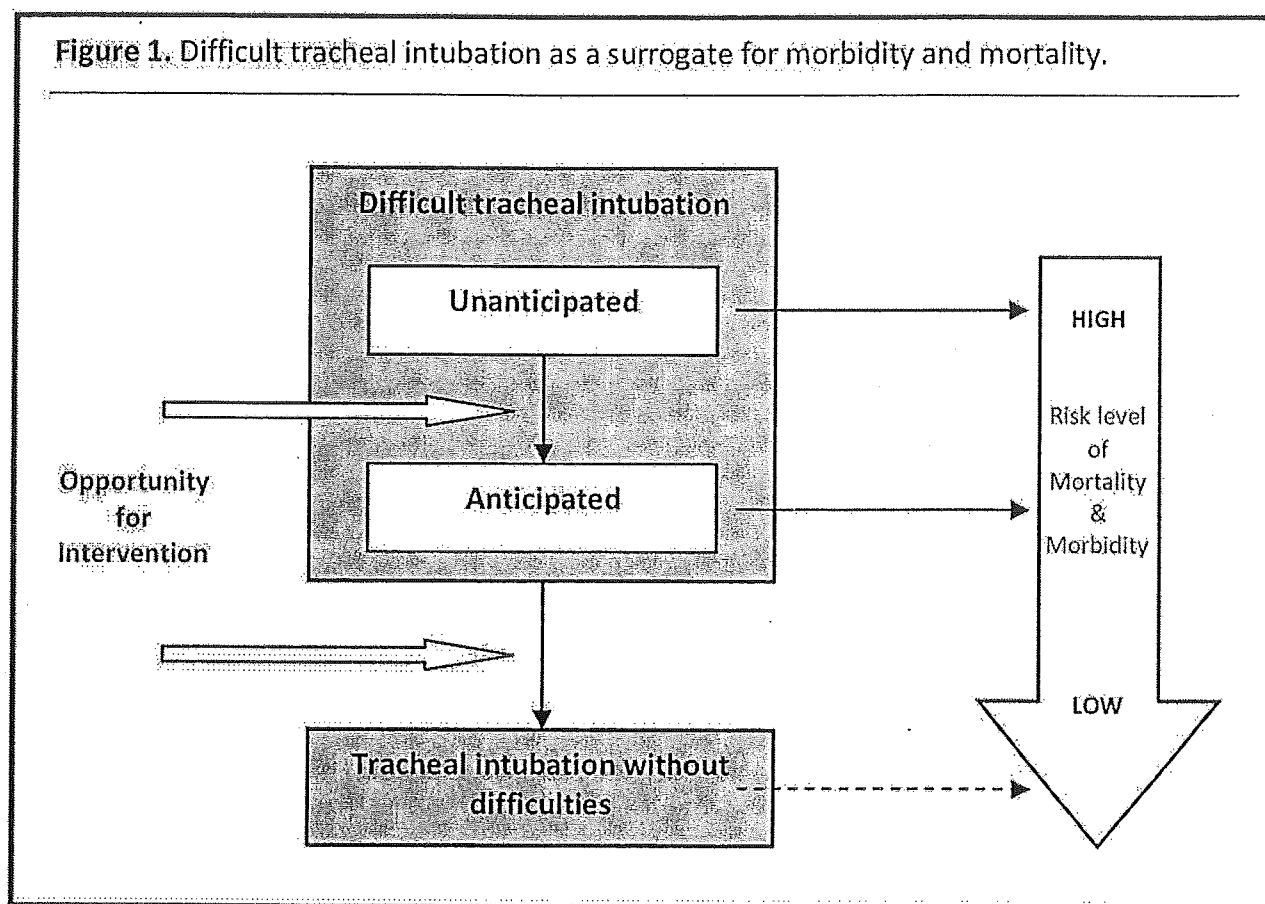 Figure 1. Difficult tracheal intubation as a surrogate for morbidity and mortality.
Difficult tracheal intubation
Unanticipated
HIGH
Opportunity
for
Intervention
Anticipated
Risk level
of
Mortality
&
Morbidity
LOW
Tracheal intubation without
difficulties